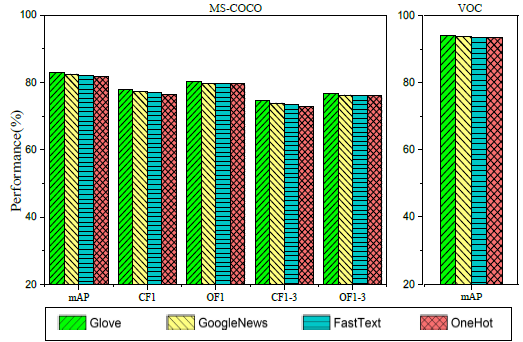 MS-COCO VOC
100 100
80 80
60 60
40 40
20 20
Performance(%)
mAP CF1 OF1 CF1-3 OF1-3 mAP
Glove GoogleNews FastText OneHot